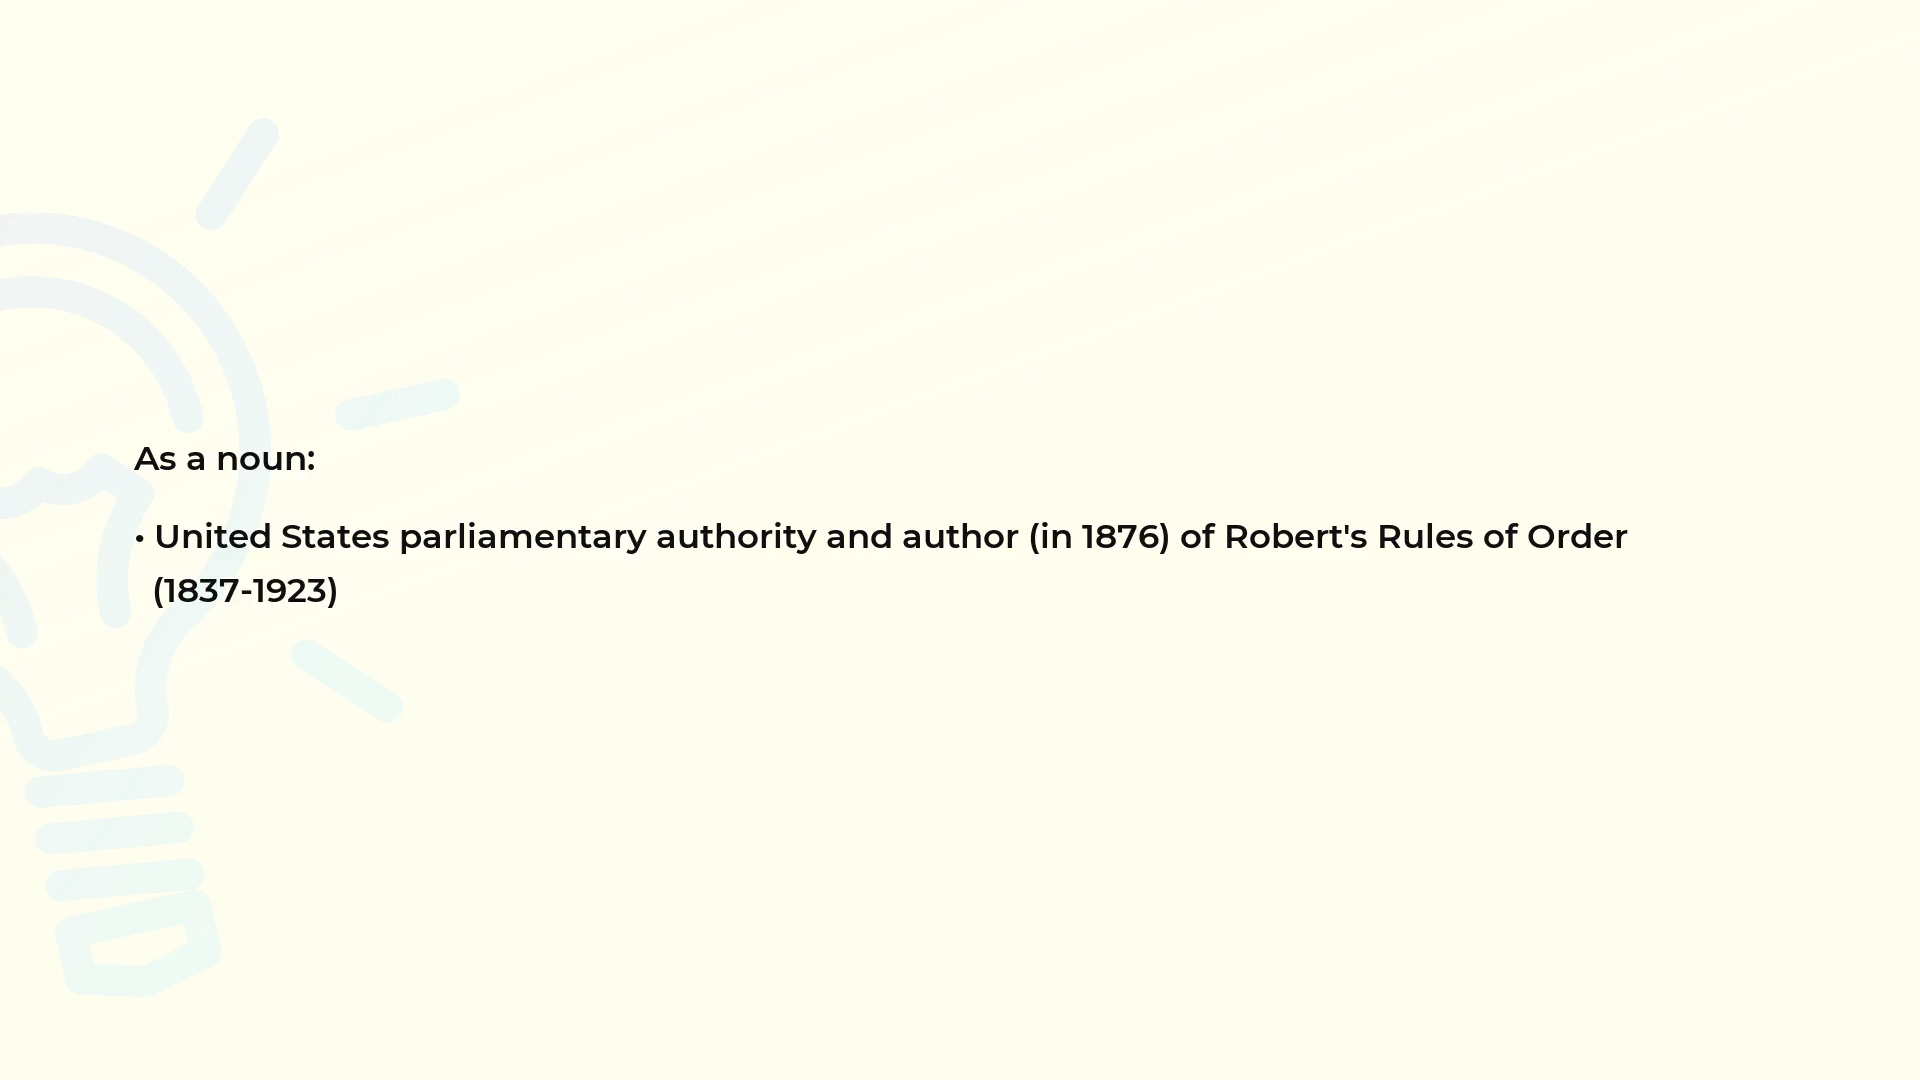 As a noun:
• United States parliamentary authority and author (in 1876) of Robert's Rules of Order
(1837-1923)